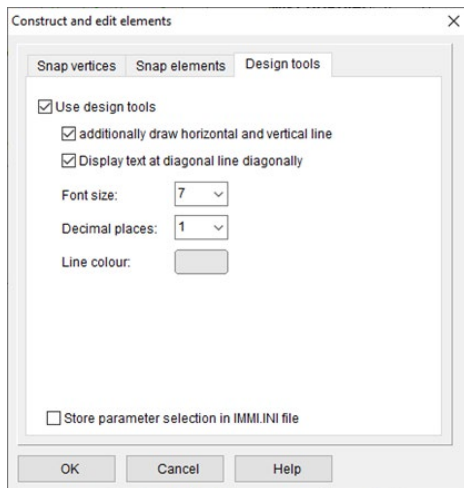 Construct and edit elements
Snap vertices Snap elements Design tools
Use design tools
additionally draw horizontal and vertical line
Display text at diagonal line diagonally
Font size: 7
Decimal places: 1
Line colour:
Store parameter selection in IMMI.INI file
OK Cancel Help